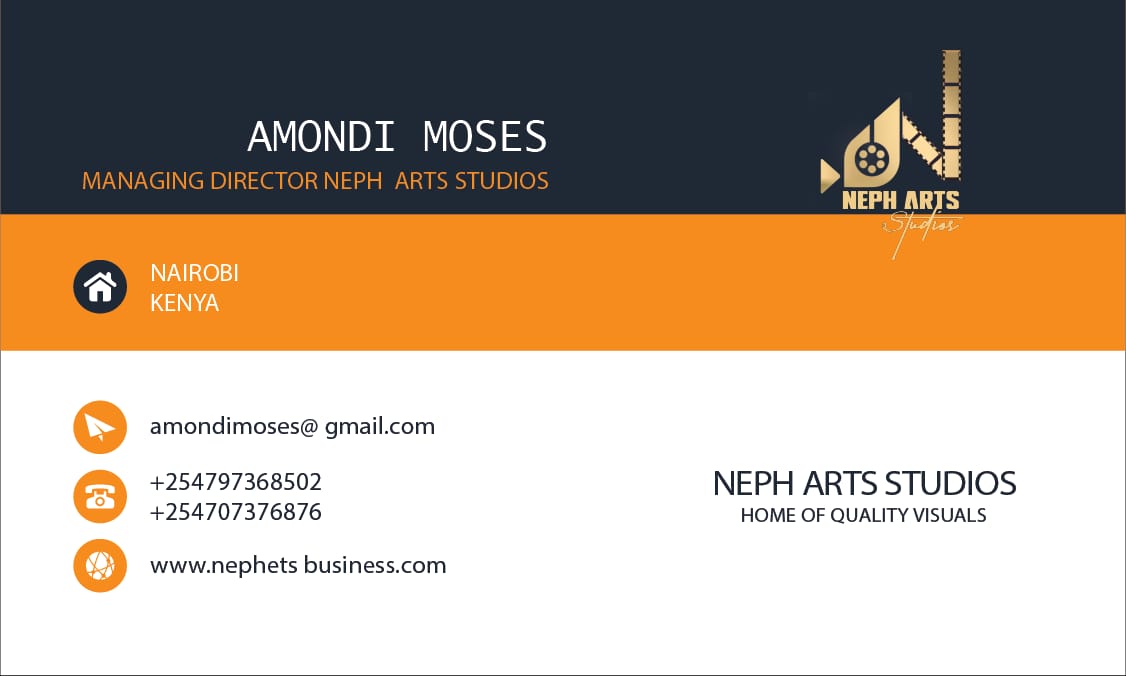 AMONDI MOSES
MANAGING DIRECTOR NEPH  ARTS STUDIOS
NEPH ARTS
Studios
NAIROBI
KENYA
amondimoses@ gmail.com
+254797368502
+254707376876
www.nephets business.com
NEPH ARTS STUDIOS
HOME OF QUALITY VISUALS